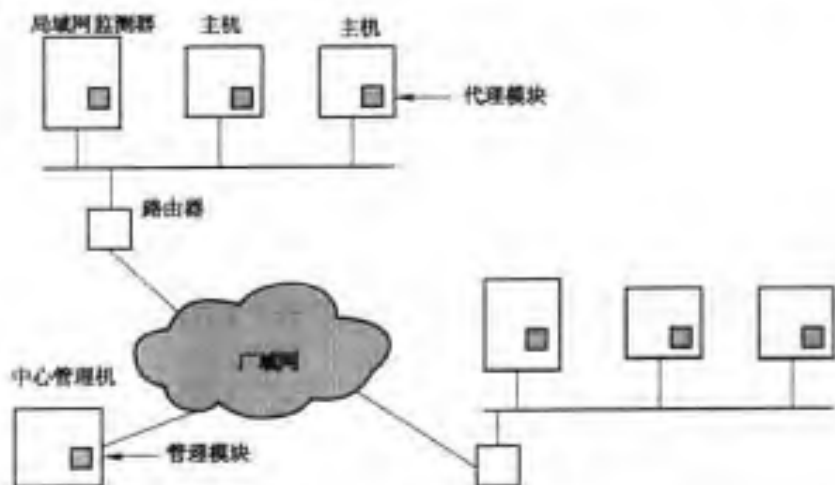 局域网监测器
主机
主机
代理模块
路由器
广域网
中心管理机
管理模块